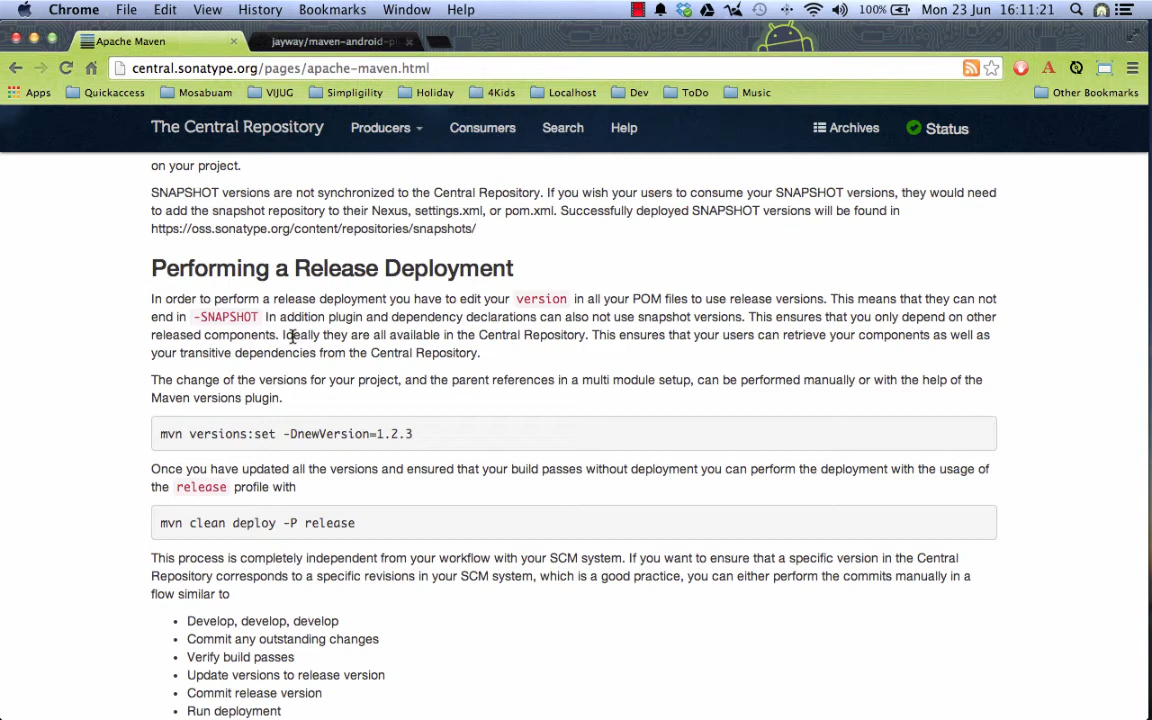 Chrome File Edit View History Bookmarks Window Help 100% Mon 23 Jun 16:11:21
Apache Maven × jayway/maven-android-p ×
central.sonatype.org/pages/apache-maven.html
Apps Quickaccess Mosabuam VIJUG Simpligility Holiday 4Kids Localhost Dev ToDo Music Other Bookmarks
The Central Repository Producers Consumers Search Help Archives Status
on your project.
SNAPSHOT versions are not synchronized to the Central Repository. If you wish your users to consume your SNAPSHOT versions, they would need
to add the snapshot repository to their Nexus, settings.xml, or pom.xml. Successfully deployed SNAPSHOT versions will be found in
https://oss.sonatype.org/content/repositories/snapshots/
Performing a Release Deployment
In order to perform a release deployment you have to edit your version in all your POM files to use release versions. This means that they can not
end in -SNAPSHOT In addition plugin and dependency declarations can also not use snapshot versions. This ensures that you only depend on other
released components. Ideally they are all available in the Central Repository. This ensures that your users can retrieve your components as well as
your transitive dependencies from the Central Repository.
The change of the versions for your project, and the parent references in a multi module setup, can be performed manually or with the help of the
Maven versions plugin.
mvn versions:set -DnewVersion=1.2.3
Once you have updated all the versions and ensured that your build passes without deployment you can perform the deployment with the usage of
the release profile with
mvn clean deploy -P release
This process is completely independent from your workflow with your SCM system. If you want to ensure that a specific version in the Central
Repository corresponds to a specific revisions in your SCM system, which is a good practice, you can either perform the commits manually in a
flow similar to
• Develop, develop, develop
• Commit any outstanding changes
• Verify build passes
• Update versions to release version
• Commit release version
• Run deployment